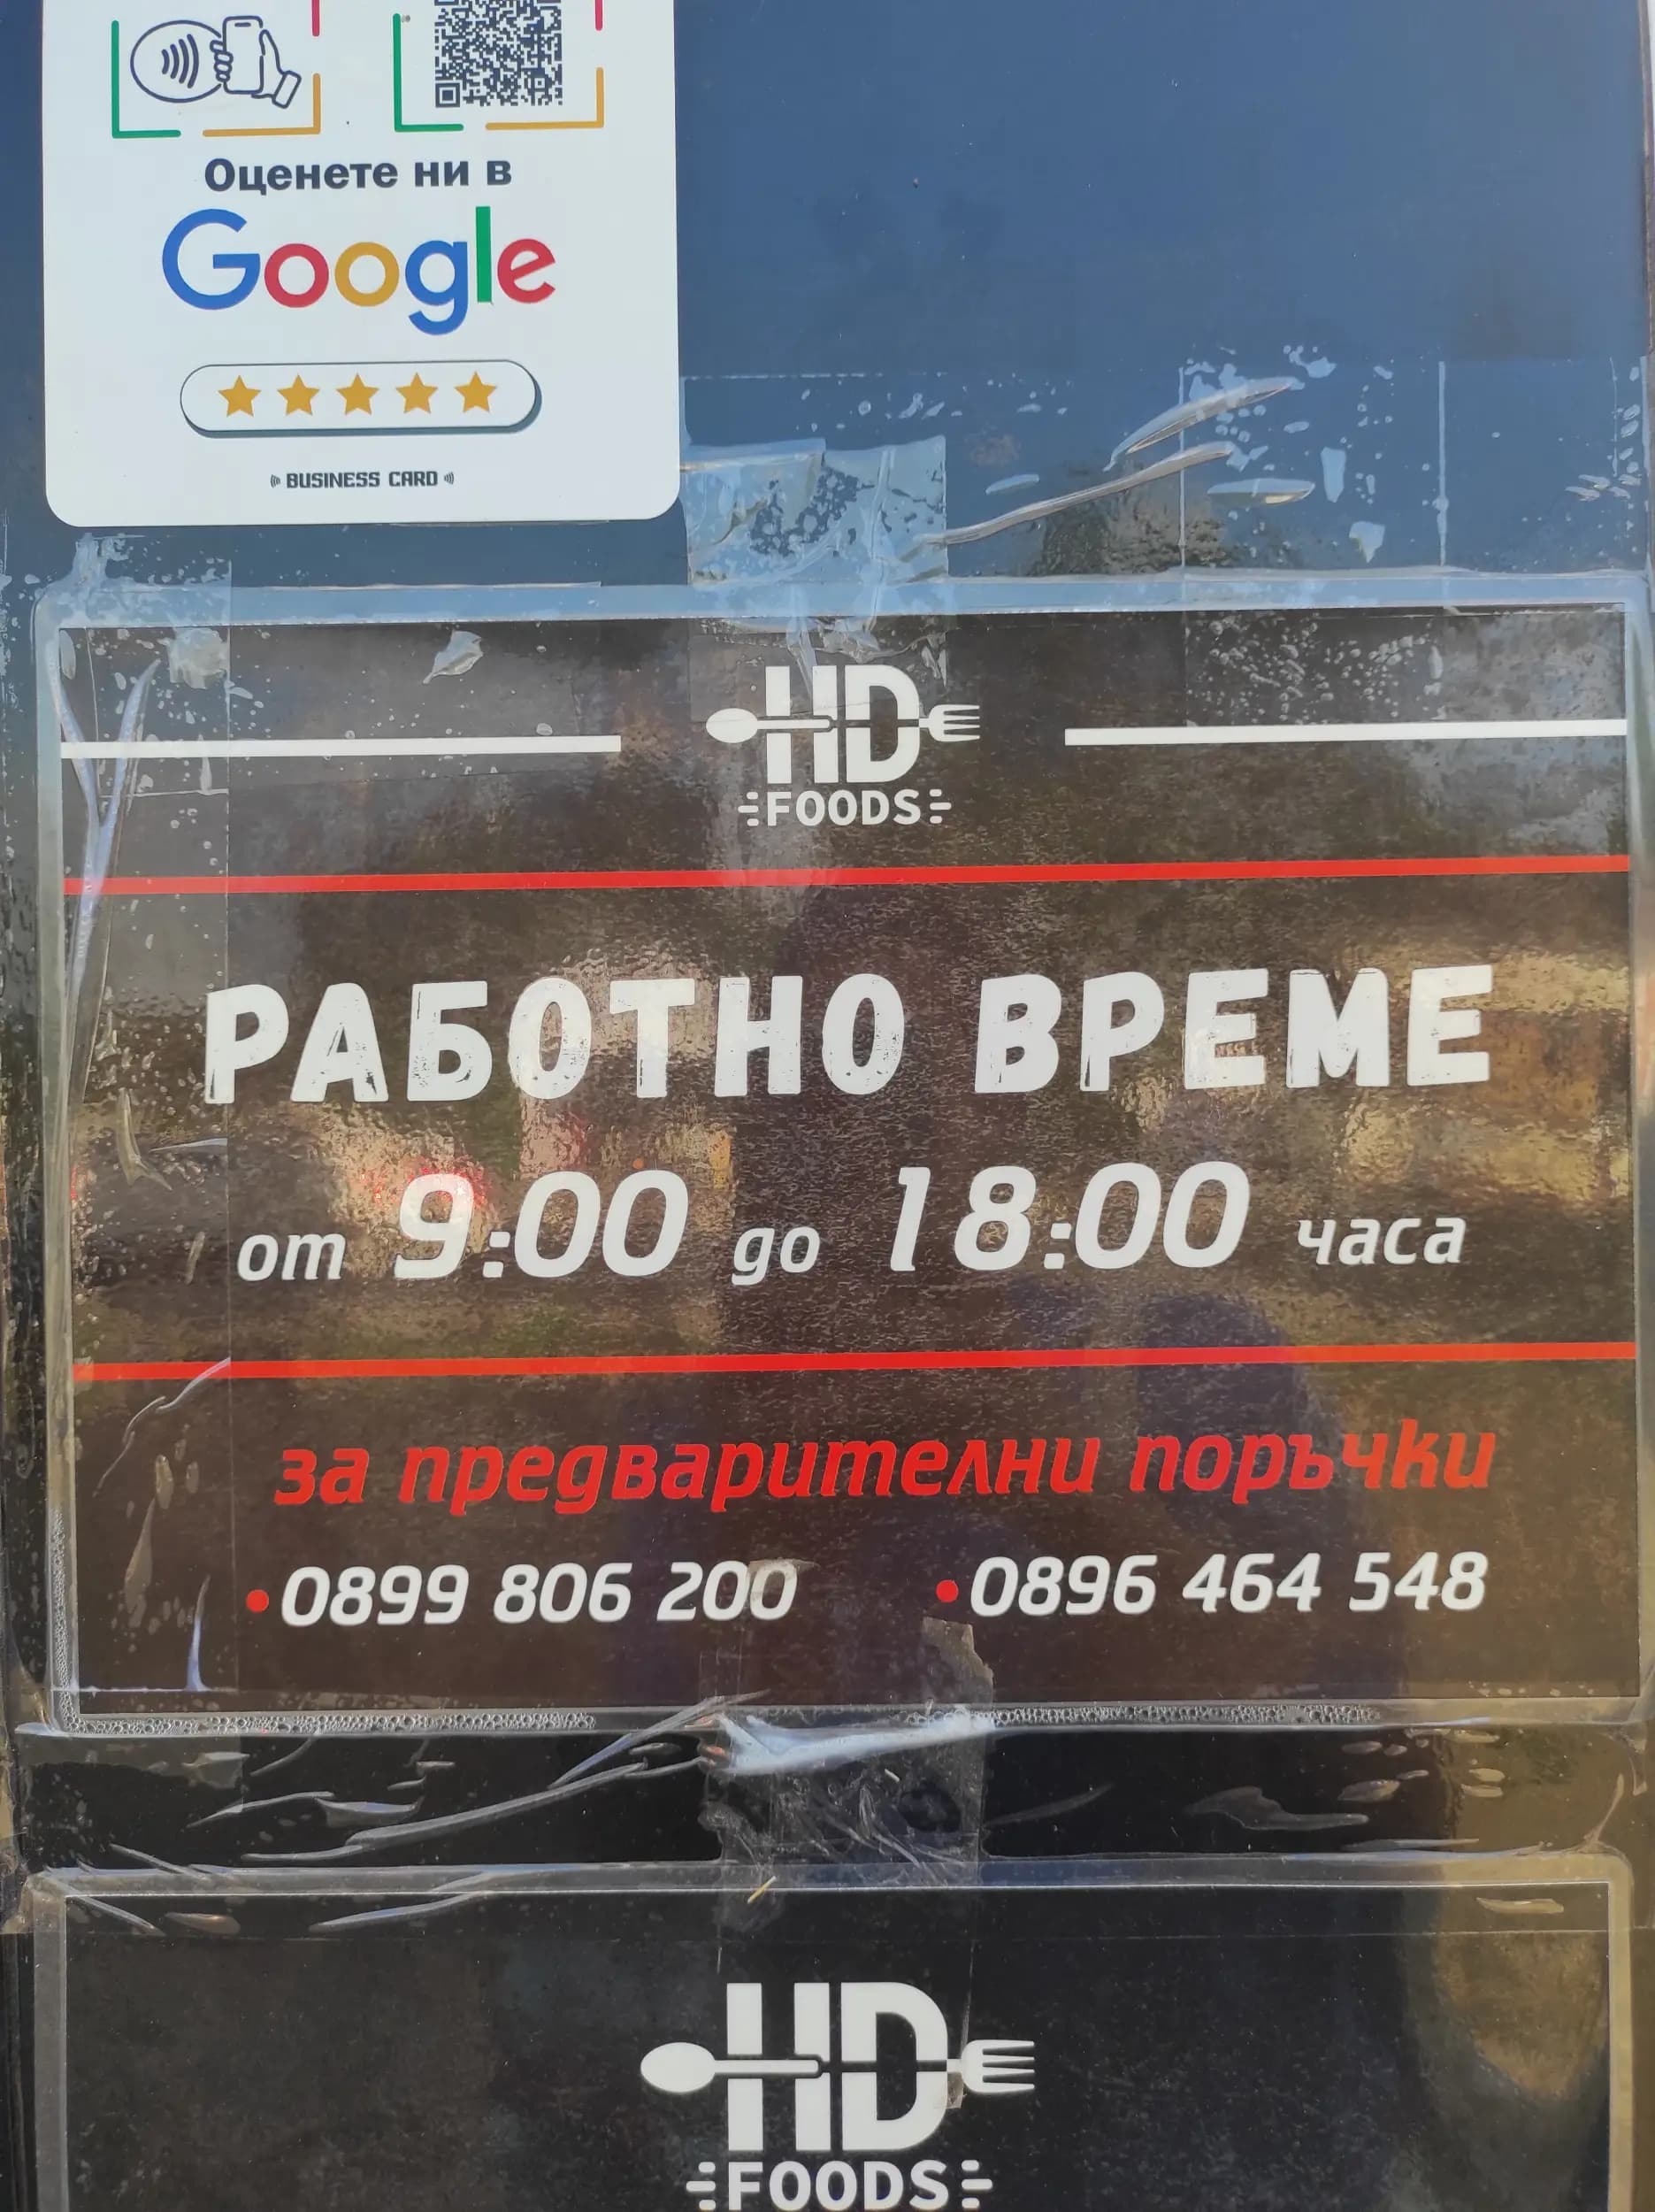 Оценете ни в
Google
BUSINESS CARD
HD
FOODS
РАБОТНО ВРЕМЕ
от 9:00 до 18:00 часа
за предварителни поръчки
•0899 806 200 •0896 464 548
HD
FOODS